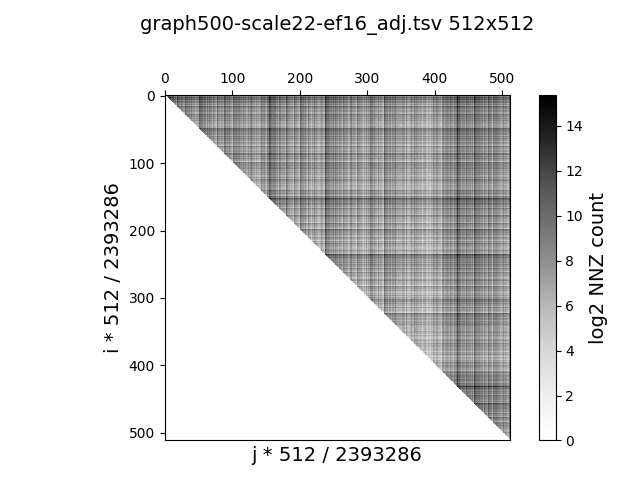 graph500-scale22-ef16_adj.tsv 512x512
0 100 200 300 400 500
0
100
200
300
400
500
i * 512 / 2393286
j * 512 / 2393286
14
12
10
8
6
4
2
0
log2 NNZ count